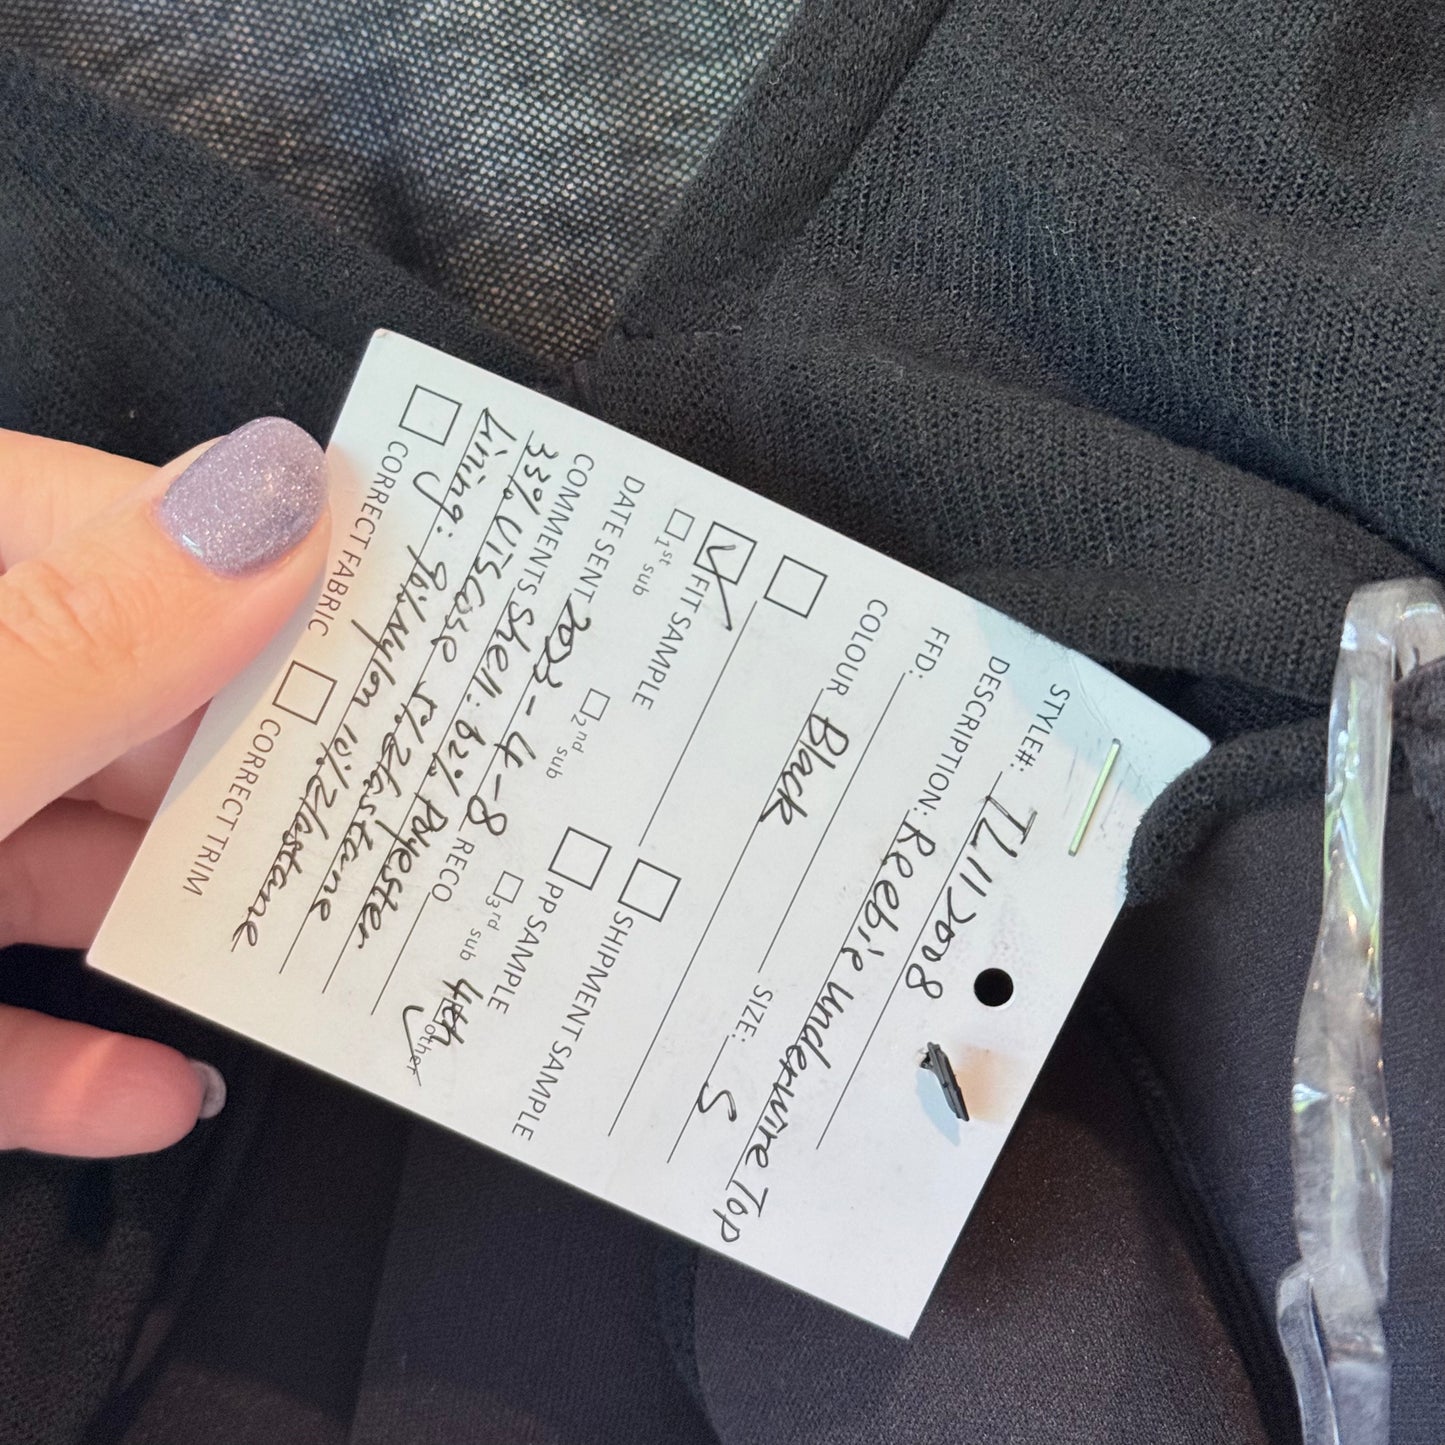 STYLE#: TL112008
DESCRIPTION: Reebie underwire Top
FFD:
COLOUR Black SIZE: S
FIT SAMPLE SHIPMENT SAMPLE
PP SAMPLE
1st sub 2nd sub 3rd sub 4th other
DATE SENT 2023-4-8 RECO
COMMENTS Shell: 62% Polyester
33% Viscose 5% Elastane
Lining: 90% Nylon 10% Elastane
CORRECT FABRIC CORRECT TRIM